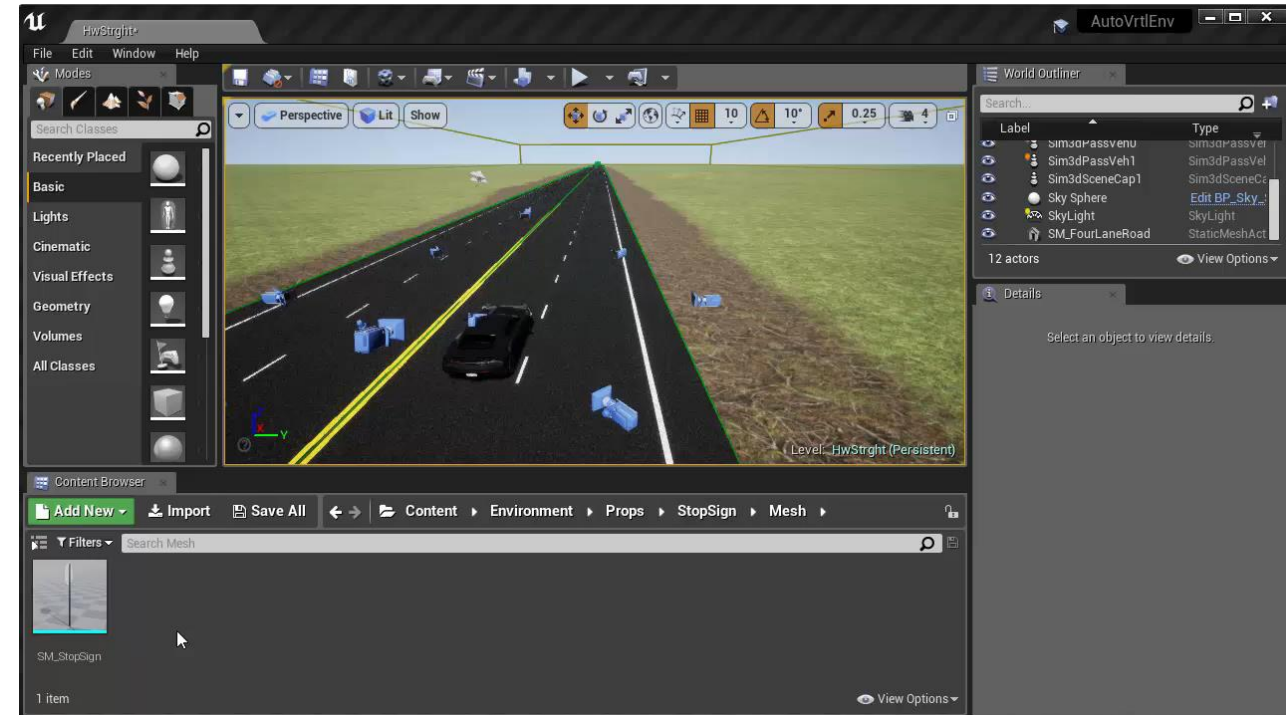 HwStrght•
AutoVrtlEnv
File Edit Window Help
Modes
Search Classes
Recently Placed
Basic
Lights
Cinematic
Visual Effects
Geometry
Volumes
All Classes
Perspective Lit Show 10 10° 0.25 4
X
Y
Level: HwStrght (Persistent)
World Outliner
Search...
Label Type
Sim3dPassVeh0 Sim3dPassVel
Sim3dPassVeh1 Sim3dPassVel
Sim3dSceneCap1 Sim3dSceneCa
Sky Sphere Edit BP_Sky_
SkyLight SkyLight
SM_FourLaneRoad StaticMeshAct
12 actors View Options
Details
Select an object to view details.
Content Browser
Add New Import Save All Content Environment Props StopSign Mesh
Filters Search Mesh
SM_StopSign
1 item View Options